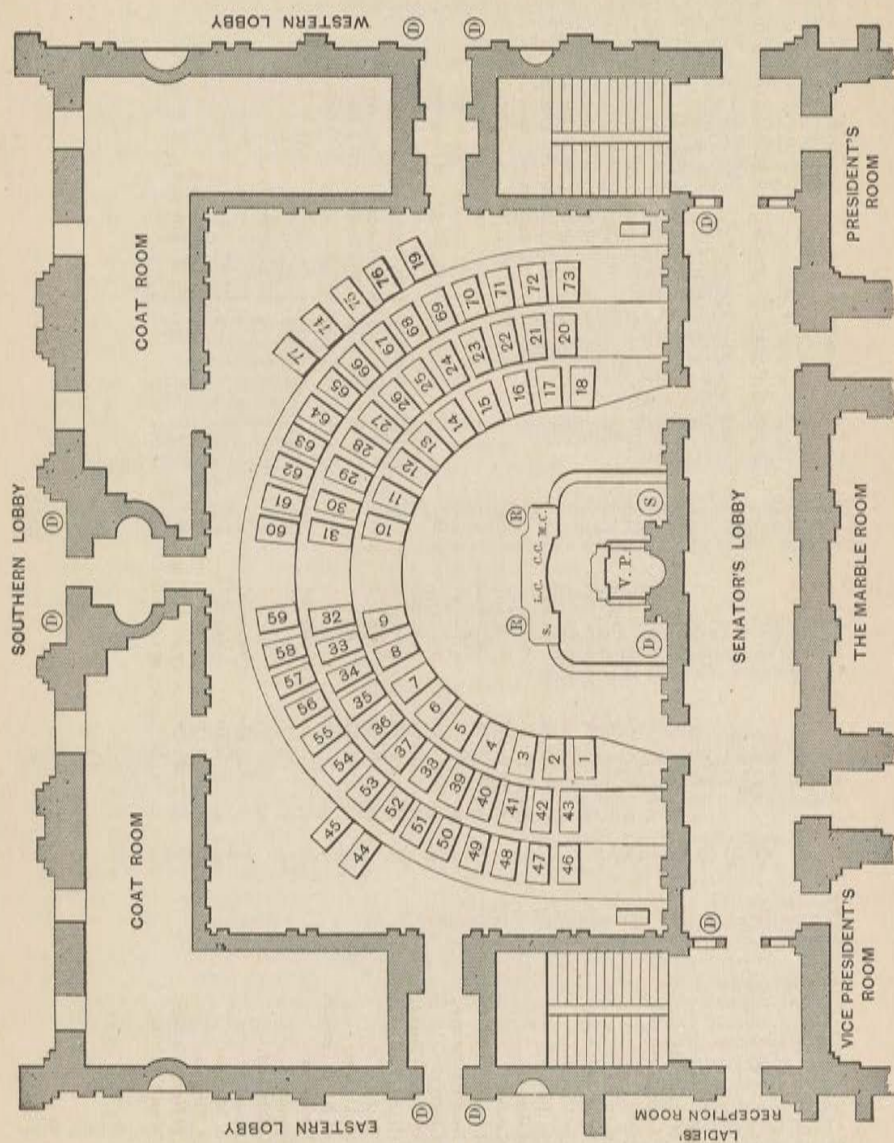 SOUTHERN LOBBY
D
D
COAT ROOM
COAT ROOM
EASTERN LOBBY
WESTERN LOBBY
D
D
D
D
44
45
77
74
75
76
19
46
47
48
49
50
51
52
53
54
55
56
57
58
59
60
61
62
63
64
65
66
67
68
69
70
71
72
73
43
42
41
40
39
38
37
36
35
34
33
32
31
30
29
28
27
26
25
24
23
22
21
20
1
2
3
4
5
6
7
8
9
10
11
12
13
14
15
16
17
18
R
R
S. L.C. C.C. M.C.
V. P.
D
S
D
D
SENATOR'S LOBBY
LADIES'
RECEPTION ROOM
VICE PRESIDENT'S
ROOM
THE MARBLE ROOM
PRESIDENT'S
ROOM